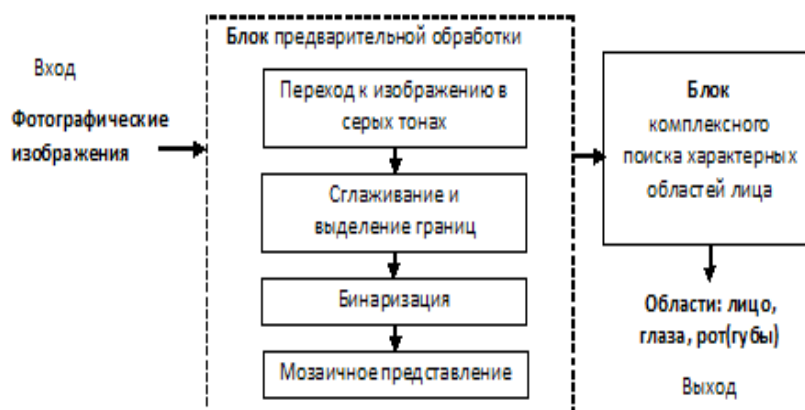 Вход
Фотографические
изображения
Блок предварительной обработки
Переход к изображению в
серых тонах
Сглаживание и
выделение границ
Бинаризация
Мозаичное представление
Блок
комплексного
поиска характерных
областей лица
Области: лицо,
глаза, рот(губы)
Выход